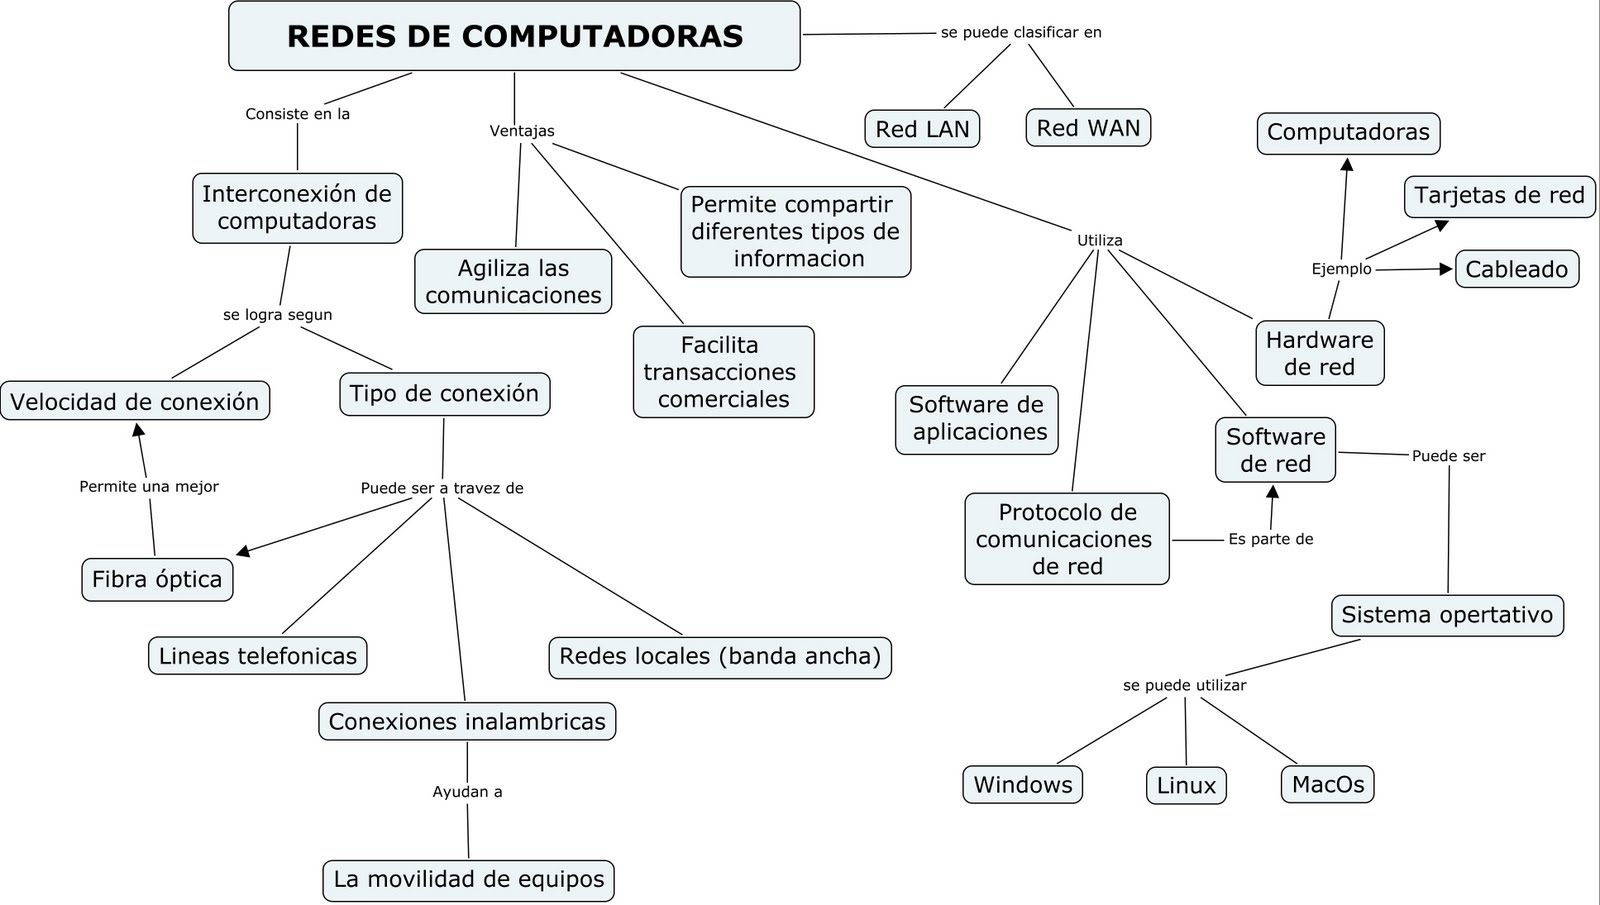 REDES DE COMPUTADORAS
se puede clasificar en
Red LAN
Red WAN
Consiste en la
Interconexión de
computadoras
Ventajas
Agiliza las
comunicaciones
Permite compartir
diferentes tipos de
informacion
Facilita
transacciones
comerciales
Utiliza
Computadoras
Tarjetas de red
Ejemplo
Cableado
Hardware
de red
se logra segun
Velocidad de conexión
Tipo de conexión
Software de
aplicaciones
Software
de red
Puede ser
Permite una mejor
Puede ser a travez de
Protocolo de
comunicaciones
de red
Es parte de
Fibra óptica
Sistema opertativo
Lineas telefonicas
Redes locales (banda ancha)
se puede utilizar
Conexiones inalambricas
Windows
Linux
MacOs
Ayudan a
La movilidad de equipos